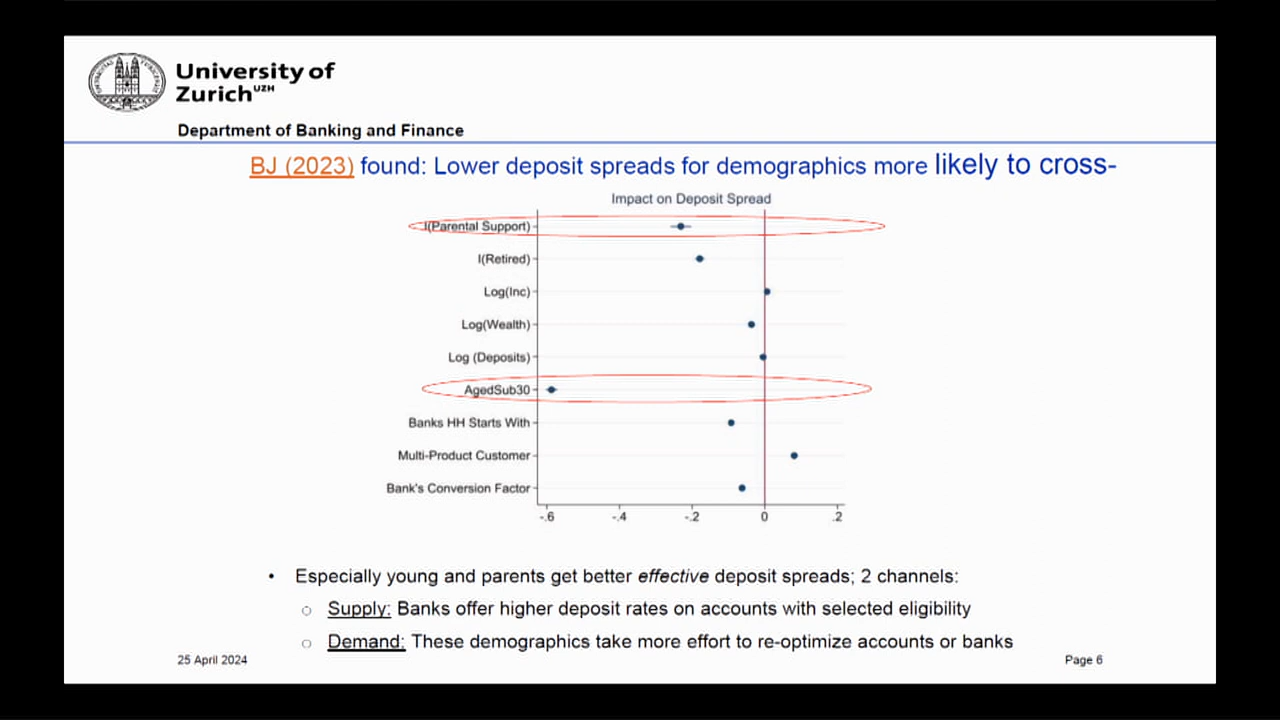 University of
Zurich UZH
Department of Banking and Finance
BJ (2023) found: Lower deposit spreads for demographics more likely to cross-
Impact on Deposit Spread
I(Parental Support)
I(Retired)
Log(Inc)
Log(Wealth)
Log (Deposits)
AgedSub30
Banks HH Starts With
Multi-Product Customer
Bank's Conversion Factor
-.6 -.4 -.2 0 .2
• Especially young and parents get better effective deposit spreads; 2 channels:
○ Supply: Banks offer higher deposit rates on accounts with selected eligibility
○ Demand: These demographics take more effort to re-optimize accounts or banks
25 April 2024
Page 6